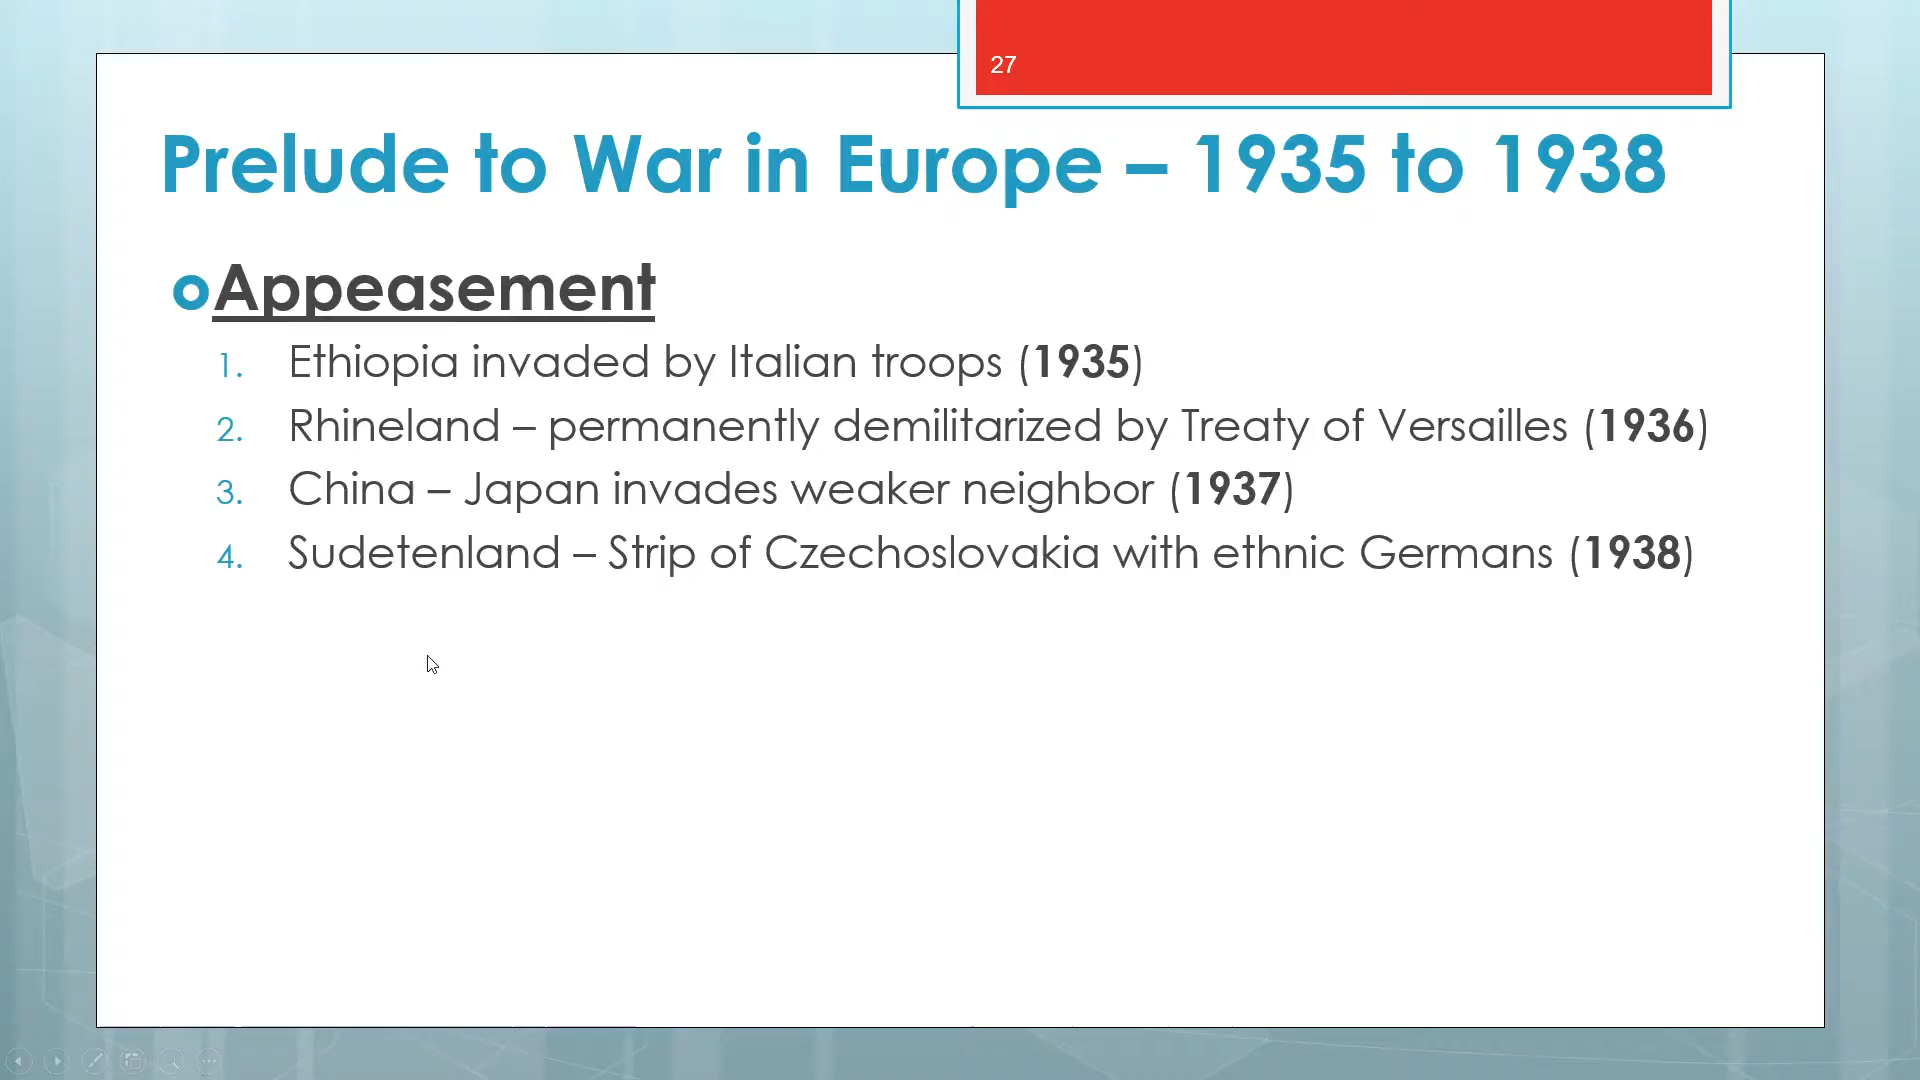 27
Prelude to War in Europe – 1935 to 1938
Appeasement
1. Ethiopia invaded by Italian troops (1935)
2. Rhineland – permanently demilitarized by Treaty of Versailles (1936)
3. China – Japan invades weaker neighbor (1937)
4. Sudetenland – Strip of Czechoslovakia with ethnic Germans (1938)